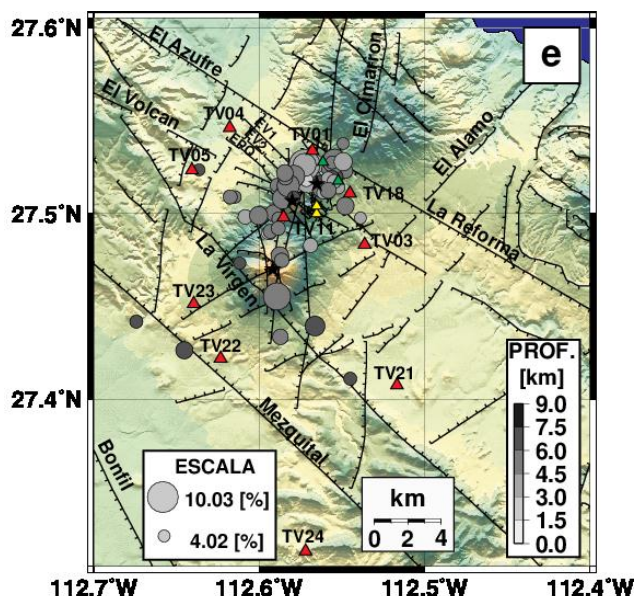 27.6°N
27.5°N
27.4°N
e
El Azufre
El Cimarron
El Volcan
TV04
EV1
EV2
TV01
El Alamo
TV05
TV18
La Reforma
TV11
TV03
La Virgen
TV23
TV22
TV21
Mezquital
Bonfil
TV24
PROF.
[km]
9.0
7.5
6.0
4.5
3.0
1.5
0.0
ESCALA
10.03 [%]
4.02 [%]
km
0 2 4
112.7°W
112.6°W
112.5°W
112.4°W